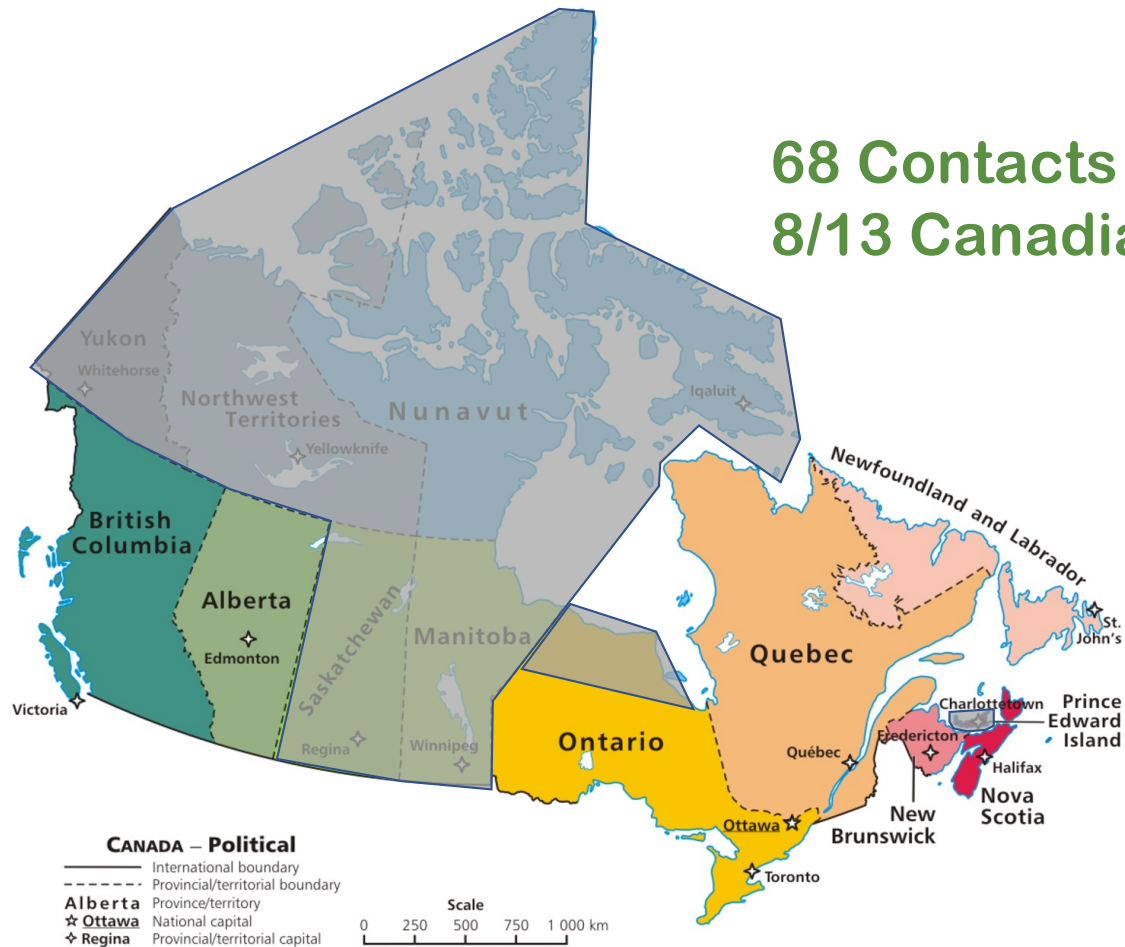 68 Contacts
8/13 Canadia
Yukon
Whitehorse
Northwest
Territories
Yellowknife
Nunavut
Iqaluit
Newfoundland and Labrador
British
Columbia
Alberta
Edmonton
Saskatchewan
Manitoba
Regina
Winnipeg
Victoria
Ontario
Quebec
St.
John's
Charlottetown
Prince
Edward
Island
Fredericton
Québec
Halifax
Nova
Scotia
New
Brunswick
Ottawa
Toronto
CANADA – Political
International boundary
Provincial/territorial boundary
Alberta Province/territory
Ottawa National capital
Regina Provincial/territorial capital
Scale
0 250 500 750 1 000 km